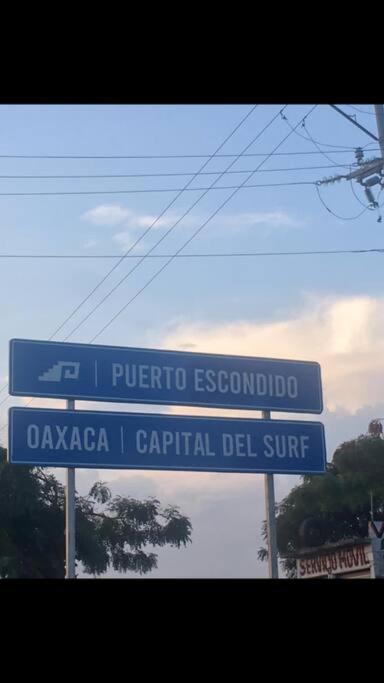 PUERTO ESCONDIDO
OAXACA | CAPITAL DEL SURF
SERVICIO MOVIL